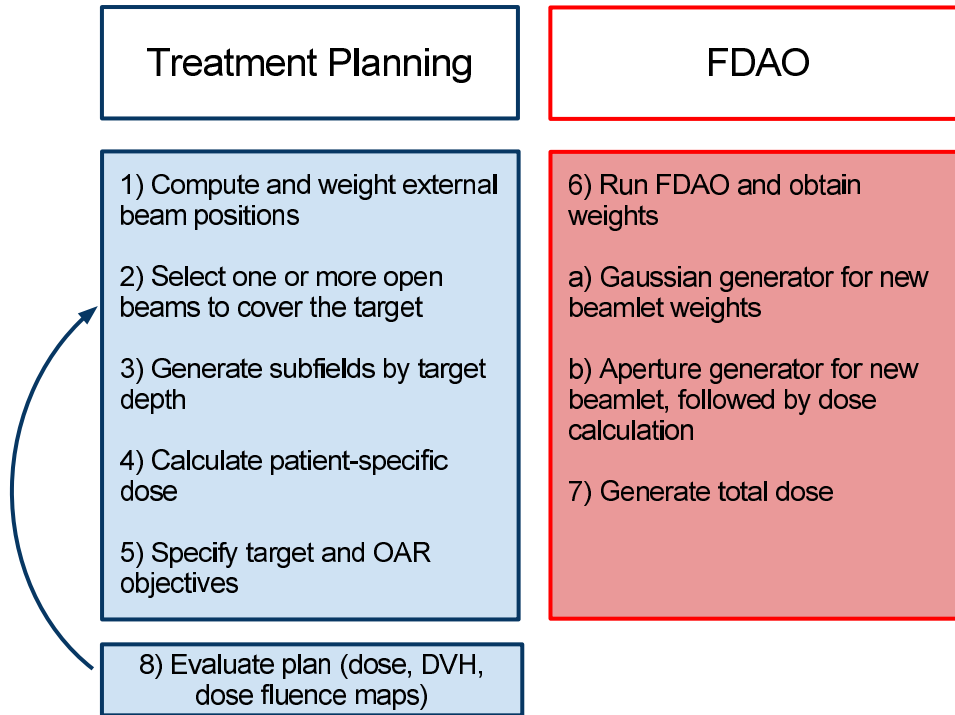 Treatment Planning
FDAO
1) Compute and weight external
beam positions
2) Select one or more open
beams to cover the target
3) Generate subfields by target
depth
4) Calculate patient-specific
dose
5) Specify target and OAR
objectives
6) Run FDAO and obtain
weights
a) Gaussian generator for new
beamlet weights
b) Aperture generator for new
beamlet, followed by dose
calculation
7) Generate total dose
8) Evaluate plan (dose, DVH,
dose fluence maps)